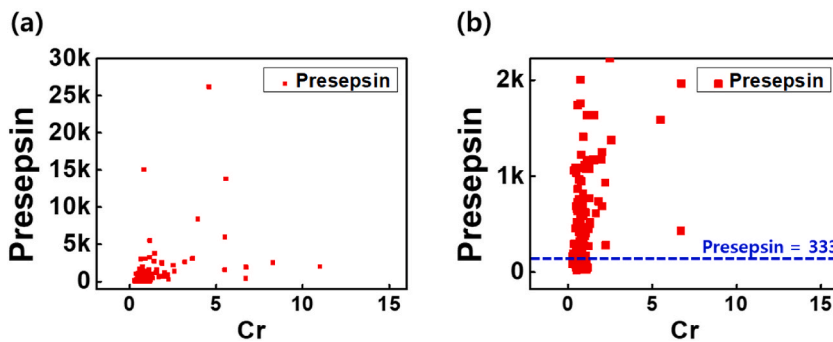 (a)
30k
25k
20k
15k
10k
5k
0
Presepsin
Presepsin
0 5 10 15
Cr
(b)
2k
1k
0
Presepsin
Presepsin
Presepsin = 333
0 5 10 15
Cr